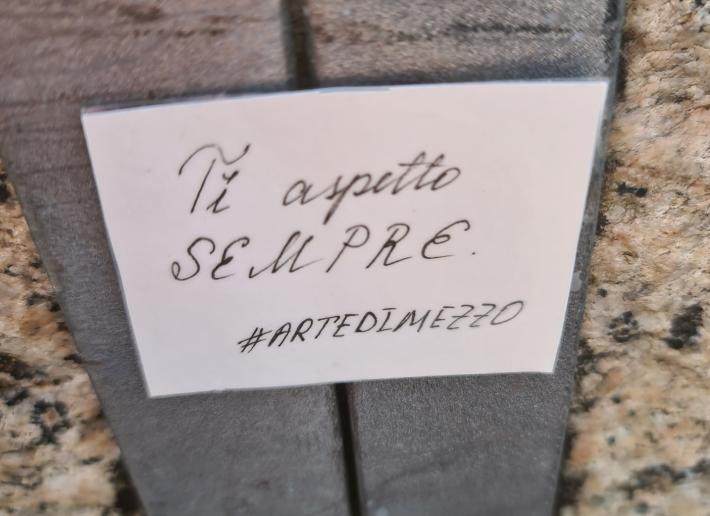 Ti aspetto
SEMPRE.
#ARTEDIMEZZO